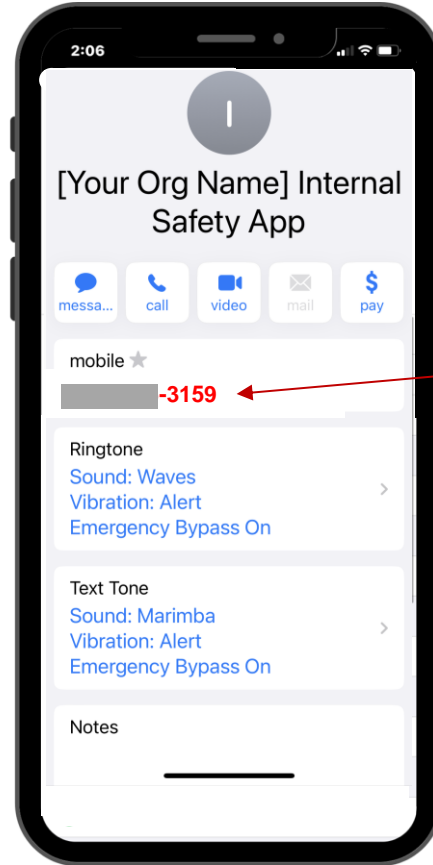 2:06
I
[Your Org Name] Internal
Safety App
messa...
call
video
mail
pay
mobile
-3159
Ringtone
Sound: Waves
Vibration: Alert
Emergency Bypass On
Text Tone
Sound: Marimba
Vibration: Alert
Emergency Bypass On
Notes